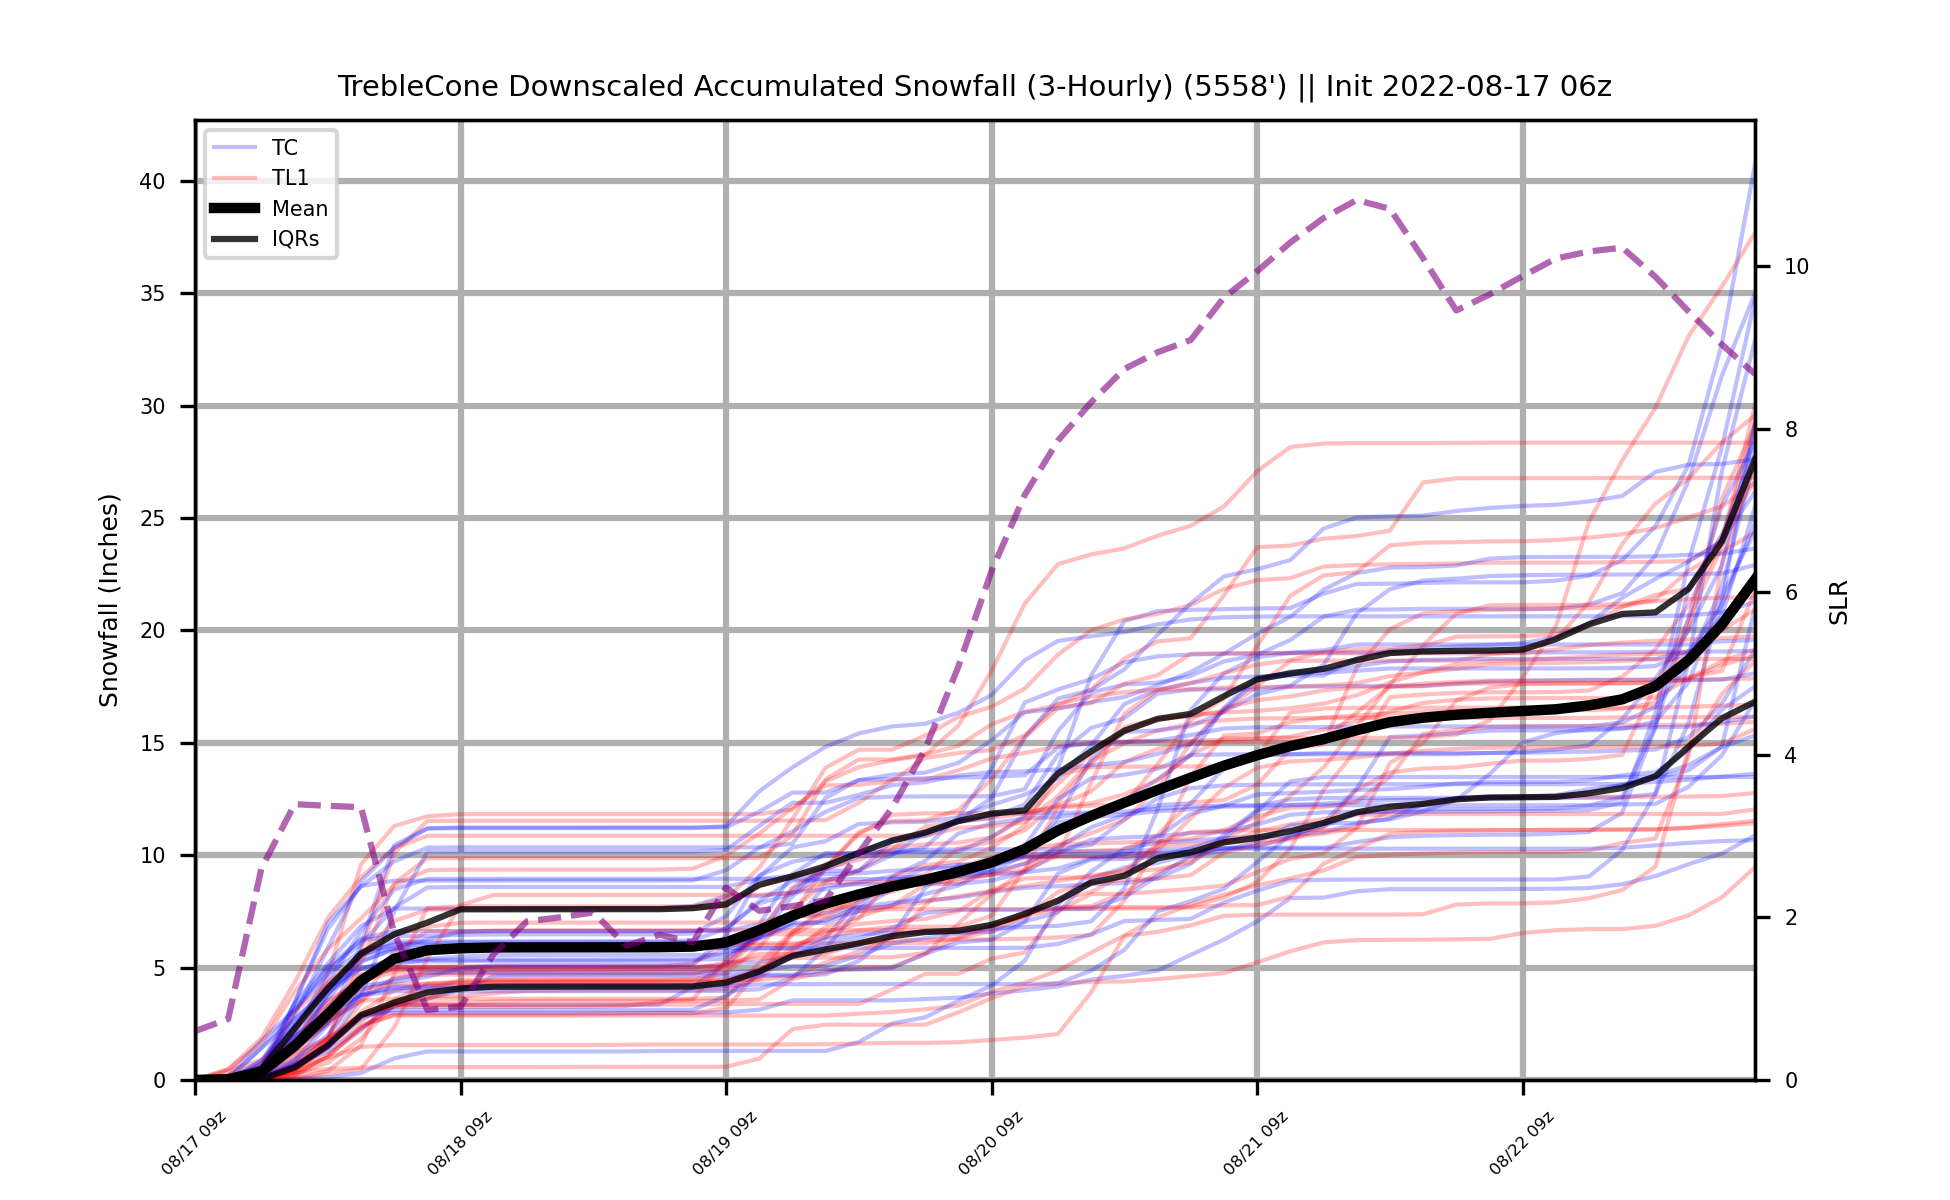 TrebleCone Downscaled Accumulated Snowfall (3-Hourly) (5558') || Init 2022-08-17 06z
TC
TL1
Mean
IQRs
Snowfall (Inches)
40
35
30
25
20
15
10
5
0
10
8
6
4
2
0
SLR
08/17 09z
08/18 09z
08/19 09z
08/20 09z
08/21 09z
08/22 09z